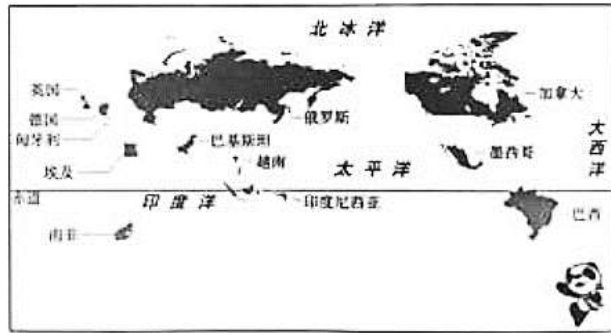 北冰洋
英国
德国
匈牙利
埃及
俄罗斯
巴基斯坦
越南
加拿大
墨西哥
大西洋
太平洋
赤道
印度洋
印度尼西亚
巴西
南非